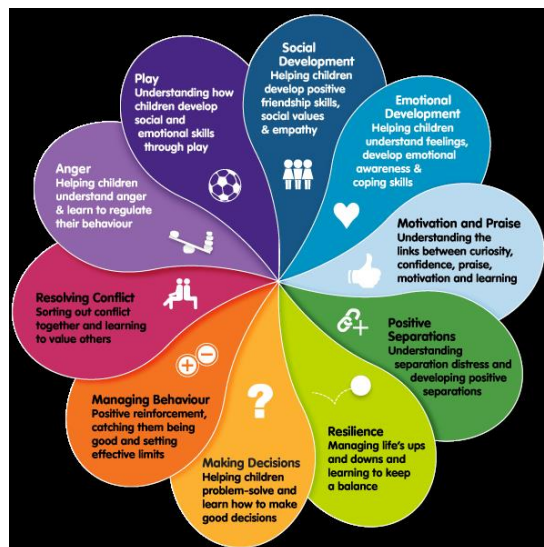 Social
Development
Helping children
develop positive
friendship skills,
social values
& empathy
Emotional
Development
Helping children
understand feelings,
develop emotional
awareness &
coping skills
Motivation and Praise
Understanding the
links between curiosity,
confidence, praise,
motivation and learning
Positive
Separations
Understanding
separation distress and
developing positive
separations
Resilience
Managing life's ups
and downs and
learning to keep
a balance
Making Decisions
Helping children
problem-solve and
learn how to make
good decisions
?
Managing Behaviour
Positive reinforcement,
catching them being
good and setting
effective limits
Resolving Conflict
Sorting out conflict
together and learning
to value others
Anger
Helping children
understand anger
& learn to regulate
their behaviour
Play
Understanding how
children develop
social and
emotional skills
through play